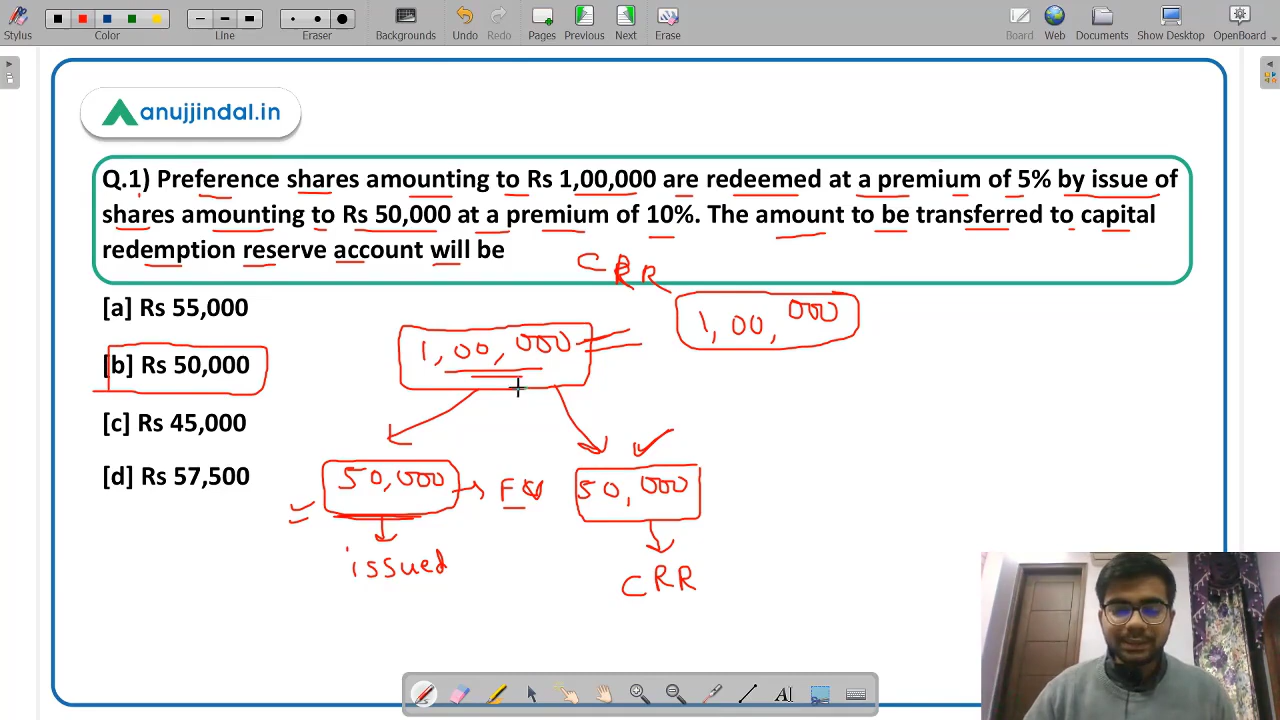 Stylus
Color
Line
Eraser
Backgrounds
Undo
Redo
Pages
Previous
Next
Erase
Board
Web
Documents
Show Desktop
OpenBoard
anujjindal.in
Q.1) Preference shares amounting to Rs 1,00,000 are redeemed at a premium of 5% by issue of
shares amounting to Rs 50,000 at a premium of 10%. The amount to be transferred to capital
redemption reserve account will be
CRR
[a] Rs 55,000
1,00,000
1,00,000
[b] Rs 50,000
[c] Rs 45,000
[d] Rs 57,500
50,000
50,000
issued
CRR